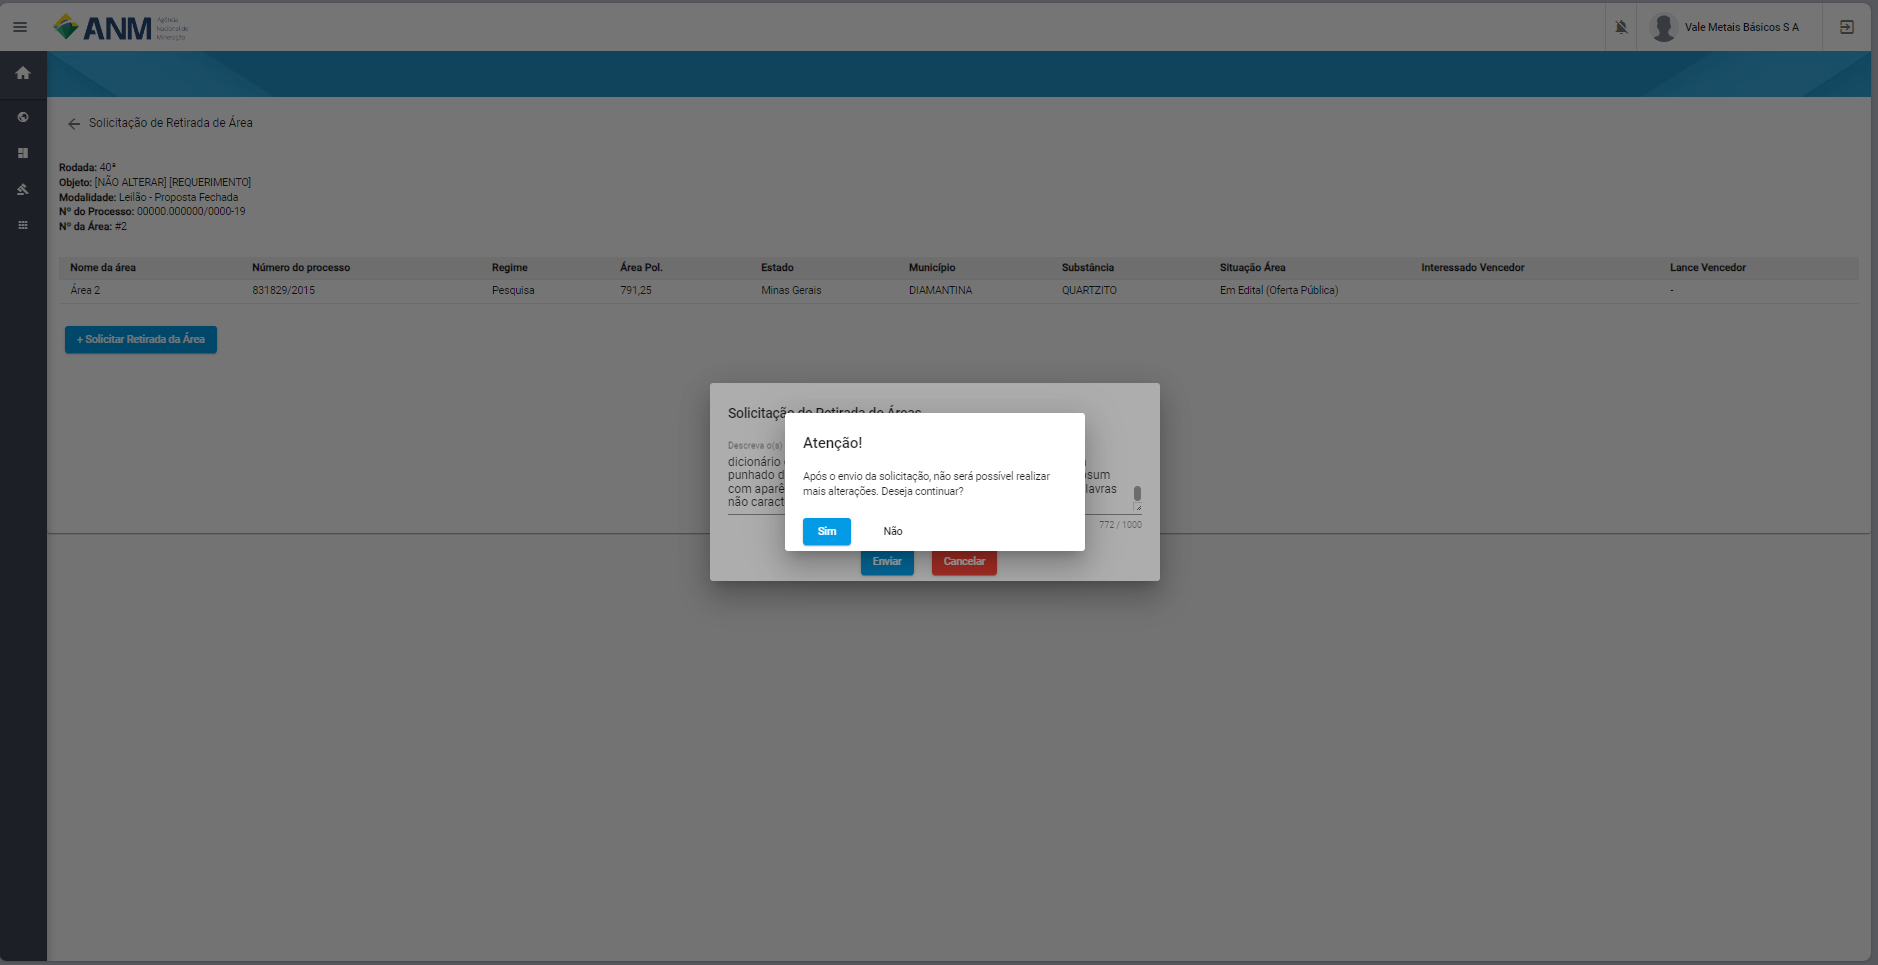 ANM Agência
Nacional de
Mineração
Vale Metais Básicos S A
Solicitação de Retirada de Área
Rodada: 40ª
Objeto: [NÃO ALTERAR] [REQUERIMENTO]
Modalidade: Leilão - Proposta Fechada
Nº do Processo: 00000.000000/0000-19
Nº da Área: #2
Nome da área Número do processo Regime Área Pol. Estado Município Substância Situação Área Interessado Vencedor Lance Vencedor
Área 2 831829/2015 Pesquisa 791,25 Minas Gerais DIAMANTINA QUARTZITO Em Edital (Oferta Pública) -
+ Solicitar Retirada da Área
Solicitação de Retirada de Áreas
Descreva o(s)
dicionário
punhado d sum
com aparê lavras
não caract
772 / 1000
Enviar Cancelar
Atenção!
Após o envio da solicitação, não será possível realizar
mais alterações. Deseja continuar?
Sim Não